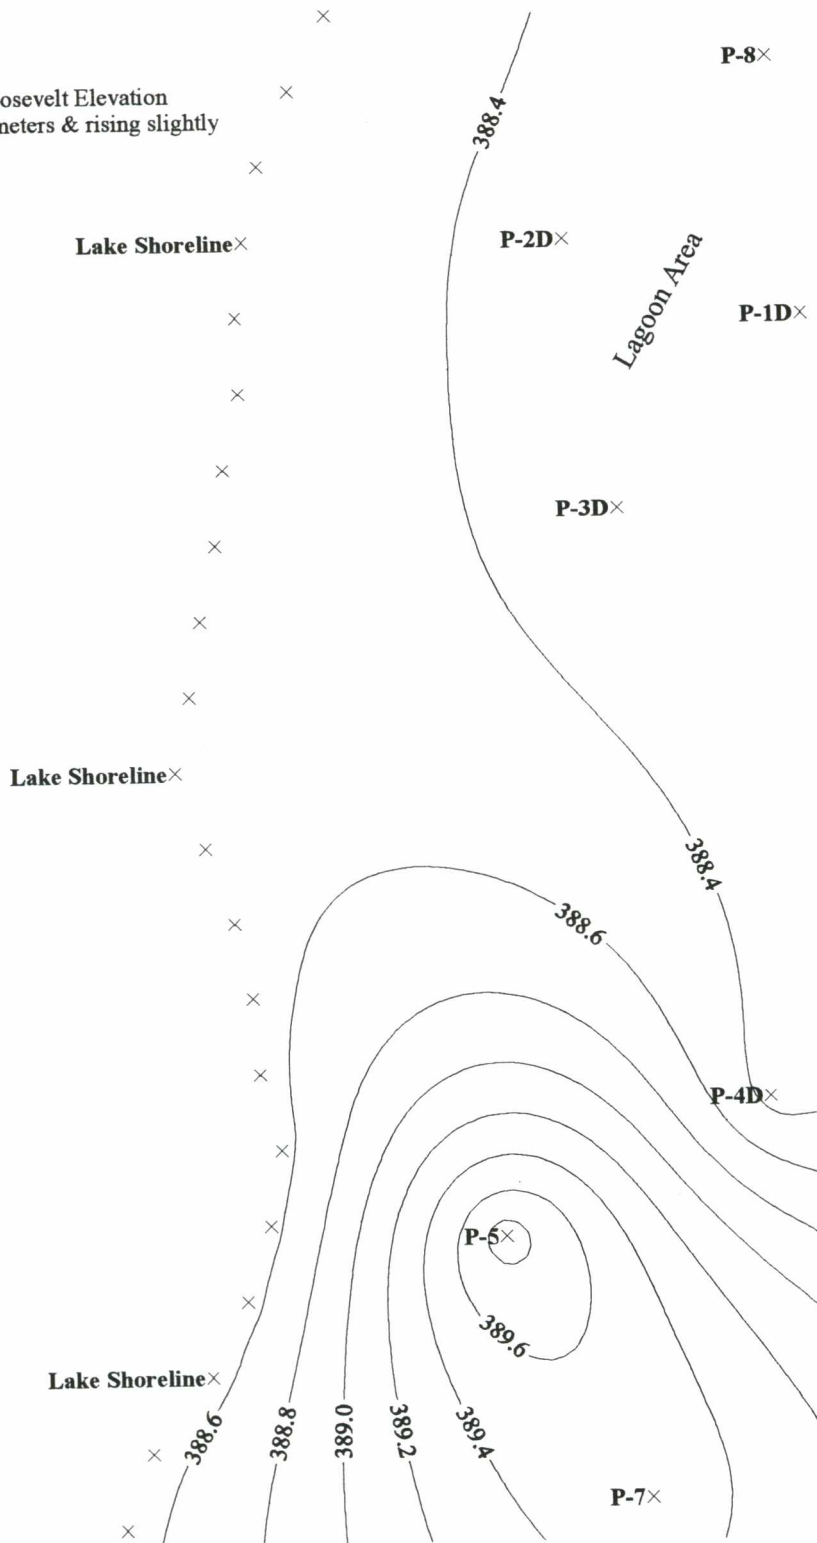 P-8
osevelt Elevation
388.4
neters & rising slightly
Lake Shoreline
P-2D
Lagoon Area
P-1D
P-3D
Lake Shoreline
388.4
388.6
P-4D
P-5
389.6
Lake Shoreline
388.6
388.8
389.0
389.2
389.4
P-7